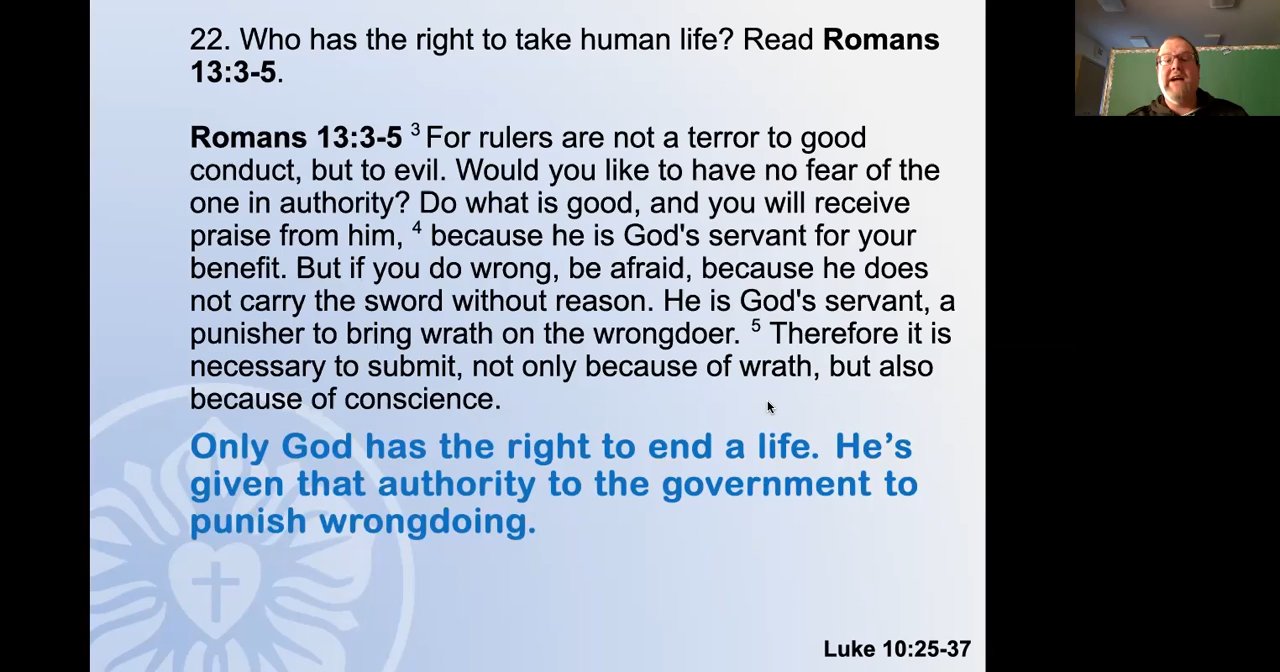 22. Who has the right to take human life? Read Romans
13:3-5.
Romans 13:3-5 ³ For rulers are not a terror to good
conduct, but to evil. Would you like to have no fear of the
one in authority? Do what is good, and you will receive
praise from him, ⁴ because he is God's servant for your
benefit. But if you do wrong, be afraid, because he does
not carry the sword without reason. He is God's servant, a
punisher to bring wrath on the wrongdoer. ⁵ Therefore it is
necessary to submit, not only because of wrath, but also
because of conscience.
Only God has the right to end a life. He’s
given that authority to the government to
punish wrongdoing.
Luke 10:25-37